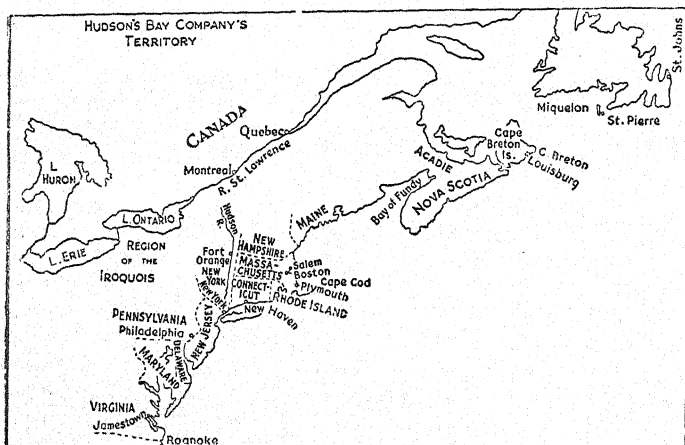 HUDSON'S BAY COMPANY'S
TERRITORY
St. Johns
Miquelon
St. Pierre
CANADA
Quebec
Montreal
R. St. Lawrence
L.
HURON
L. ONTARIO
L. ERIE
REGION
OF THE
IROQUOIS
Cape
Breton
Is.
C. Breton
Louisburg
ACADIE
Bay of Fundy
NOVA SCOTIA
MAINE
Hudson
R.
NEW
HAMPSHIRE
Fort
Orange
MASSA-
CHUSETTS
Salem
Boston
Plymouth
Cape Cod
NEW
YORK
CONNECT-
ICUT
RHODE ISLAND
New York
New Haven
PENNSYLVANIA
Philadelphia
NEW JERSEY
DELAWARE
MARYLAND
VIRGINIA
Jamestown
Roanoke